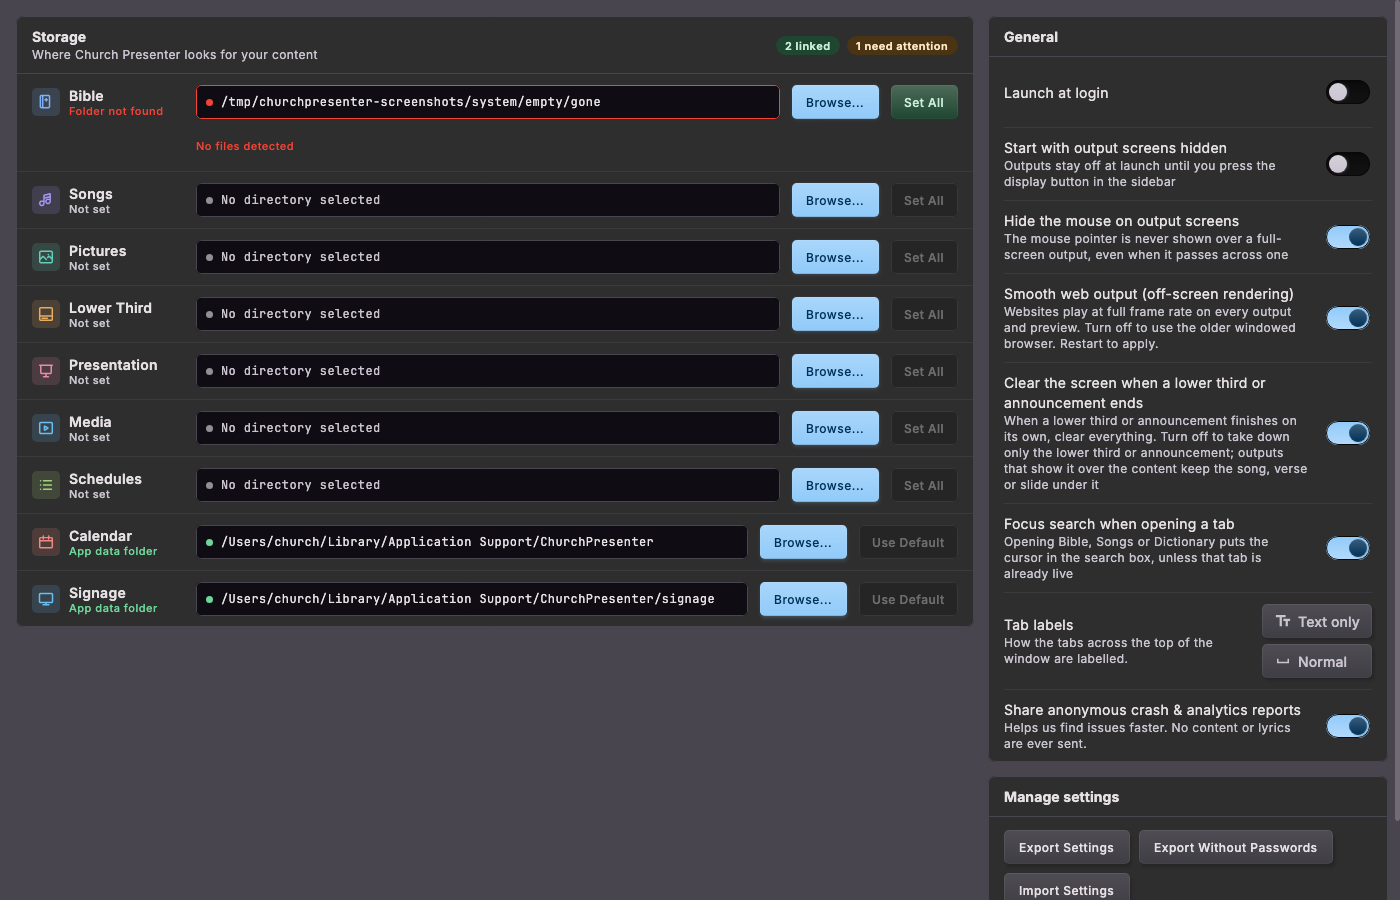 Storage
Where Church Presenter looks for your content
2 linked
1 need attention
Bible
Folder not found
/tmp/churchpresenter-screenshots/system/empty/gone
Browse...
Set All
No files detected
Songs
Not set
No directory selected
Browse...
Set All
Pictures
Not set
No directory selected
Browse...
Set All
Lower Third
Not set
No directory selected
Browse...
Set All
Presentation
Not set
No directory selected
Browse...
Set All
Media
Not set
No directory selected
Browse...
Set All
Schedules
Not set
No directory selected
Browse...
Set All
Calendar
App data folder
/Users/church/Library/Application Support/ChurchPresenter
Browse...
Use Default
Signage
App data folder
/Users/church/Library/Application Support/ChurchPresenter/signage
Browse...
Use Default
General
Launch at login
Start with output screens hidden
Outputs stay off at launch until you press the
display button in the sidebar
Hide the mouse on output screens
The mouse pointer is never shown over a full-
screen output, even when it passes across one
Smooth web output (off-screen rendering)
Websites play at full frame rate on every output
and preview. Turn off to use the older windowed
browser. Restart to apply.
Clear the screen when a lower third or
announcement ends
When a lower third or announcement finishes on
its own, clear everything. Turn off to take down
only the lower third or announcement; outputs
that show it over the content keep the song, verse
or slide under it
Focus search when opening a tab
Opening Bible, Songs or Dictionary puts the
cursor in the search box, unless that tab is
already live
Tab labels
How the tabs across the top of the
window are labelled.
Text only
Normal
Share anonymous crash & analytics reports
Helps us find issues faster. No content or lyrics
are ever sent.
Manage settings
Export Settings
Export Without Passwords
Import Settings